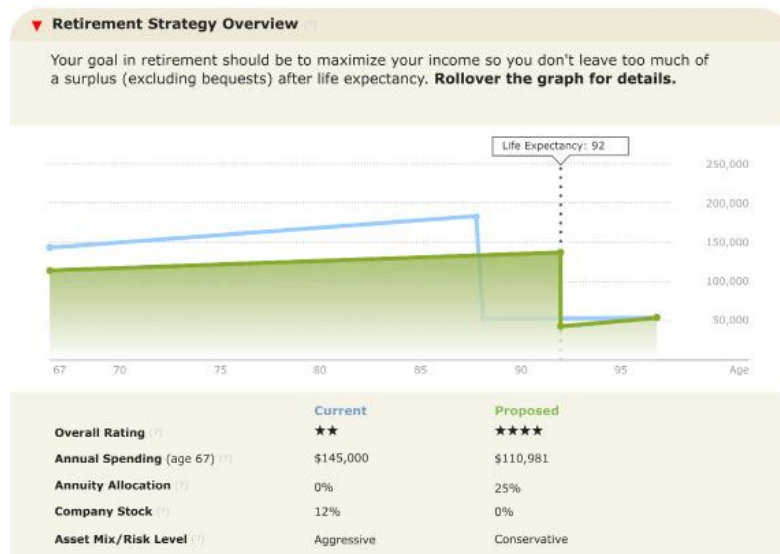 Retirement Strategy Overview (?)
Your goal in retirement should be to maximize your income so you don't leave too much of
a surplus (excluding bequests) after life expectancy. Rollover the graph for details.
Life Expectancy: 92
250,000
200,000
150,000
100,000
50,000
67 70 75 80 85 90 95 Age
Current Proposed
Overall Rating (?) ★★ ★★★★
Annual Spending (age 67) (?) $145,000 $110,981
Annuity Allocation (?) 0% 25%
Company Stock (?) 12% 0%
Asset Mix/Risk Level (?) Aggressive Conservative